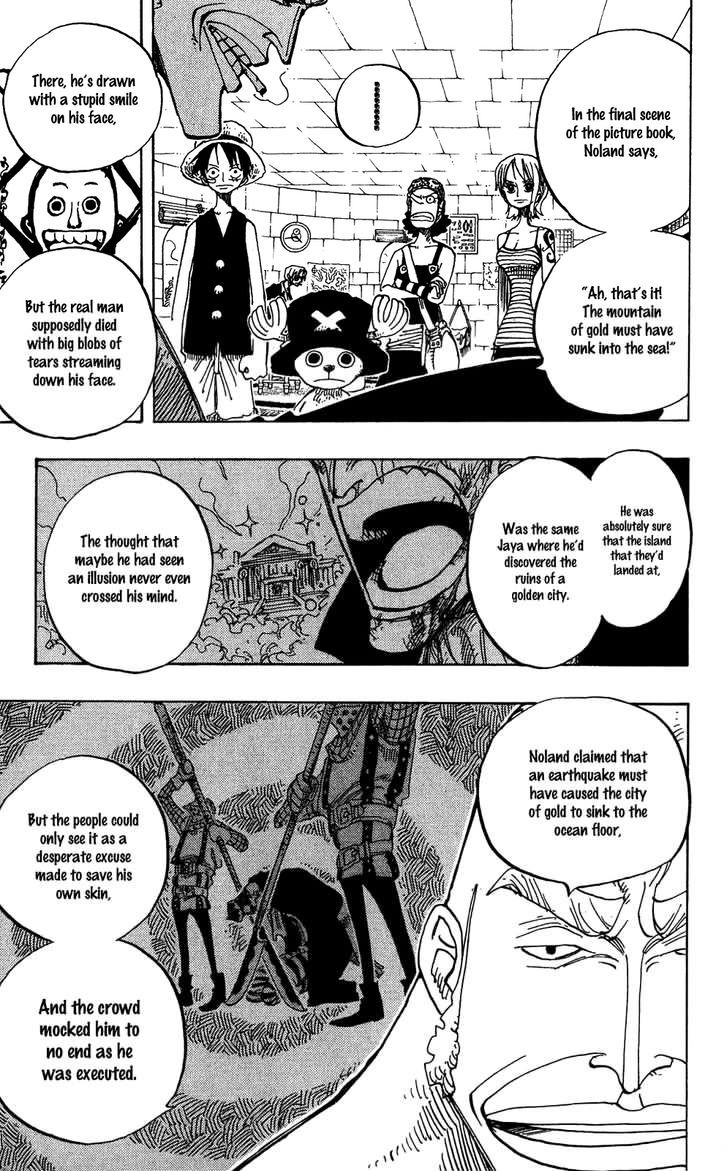 In the final scene
of the picture book,
Noland says,
"Ah, that's it!
The mountain
of gold must have
sunk into the sea!"
There, he's drawn
with a stupid smile
on his face,
But the real man
supposedly died
with big blobs of
tears streaming
down his face.
He was
absolutely sure
that the island
that they'd
landed at,
Was the same
Jaya where he'd
discovered the
ruins of a
golden city.
The thought that
maybe he had seen
an illusion never even
crossed his mind.
Noland claimed that
an earthquake must
have caused the city
of gold to sink to the
ocean floor,
But the people could
only see it as a
desperate excuse
made to save his
own skin,
And the crowd
mocked him to
no end as he
was executed.